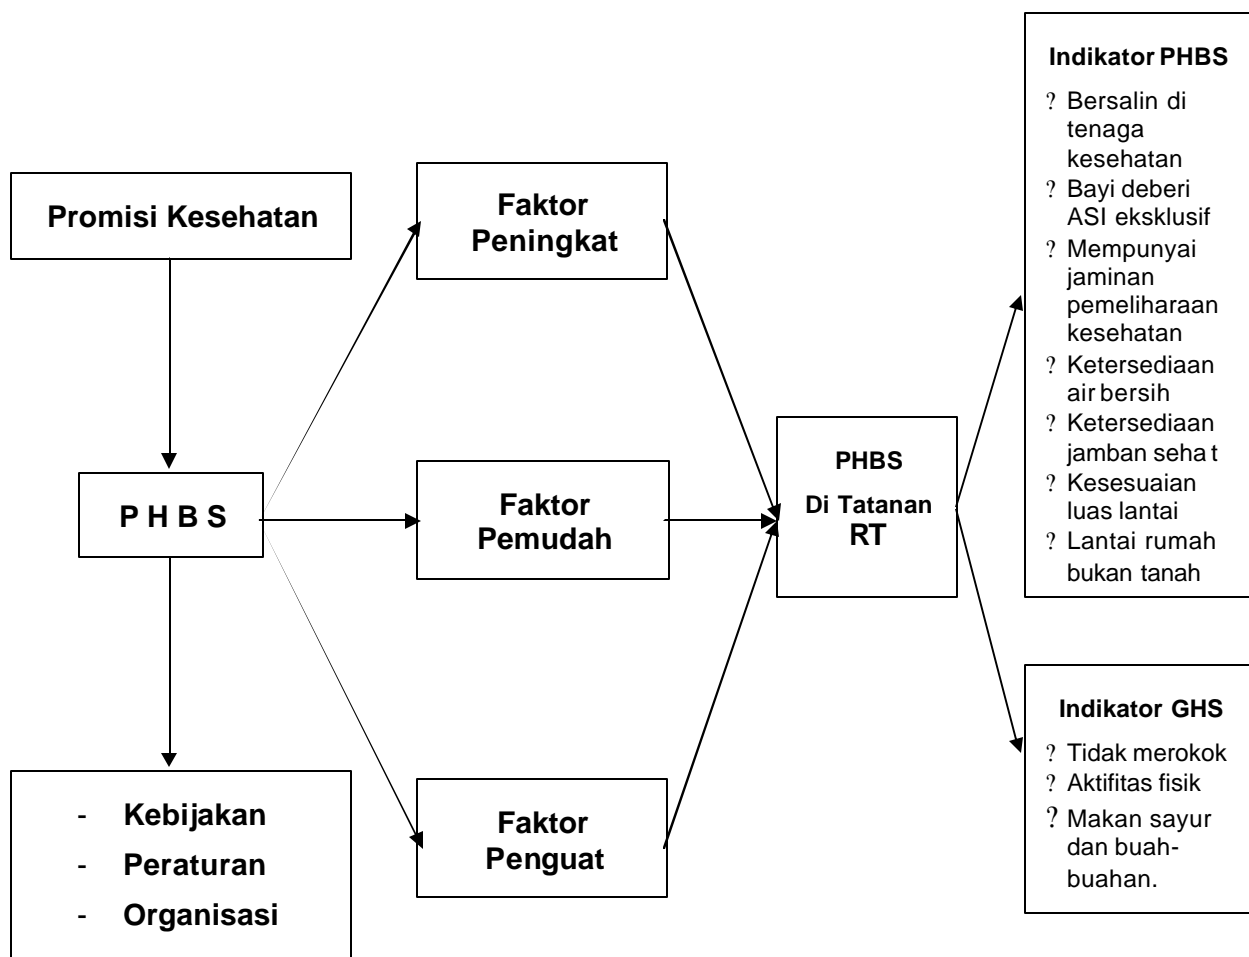 Promisi Kesehatan
P H B S
- Kebijakan
- Peraturan
- Organisasi
Faktor
Peningkat
Faktor
Pemudah
Faktor
Penguat
PHBS
Di Tatanan
RT
Indikator PHBS
? Bersalin di
tenaga
kesehatan
? Bayi deberi
ASI eksklusif
? Mempunyai
jaminan
pemeliharaan
kesehatan
? Ketersediaan
air bersih
? Ketersediaan
jamban sehat
? Kesesuaian
luas lantai
? Lantai rumah
bukan tanah
Indikator GHS
? Tidak merokok
? Aktifitas fisik
? Makan sayur
dan buah-
buahan.